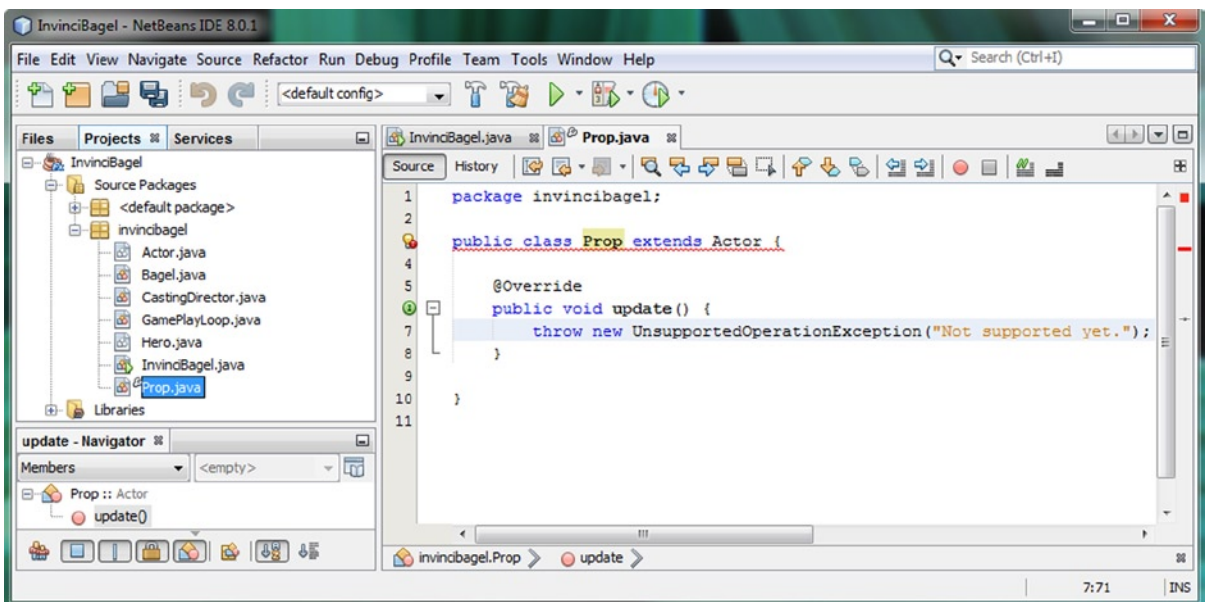 InvinciBagel - NetBeans IDE 8.0.1
File Edit View Navigate Source Refactor Run Debug Profile Team Tools Window Help
Search (Ctrl+I)
<default config>
Files Projects Services
InvinciBagel
Source Packages
<default package>
invincibagel
Actor.java
Bagel.java
CastingDirector.java
GamePlayLoop.java
Hero.java
InvinciBagel.java
Prop.java
Libraries
update - Navigator
Members <empty>
Prop :: Actor
update()
InvinciBagel.java Prop.java
Source History
1 package invincibagel;
2
public class Prop extends Actor {
4
5 @Override
public void update() {
7 throw new UnsupportedOperationException("Not supported yet.");
8 }
9
10 }
11
invincibagel.Prop update
7:71 INS